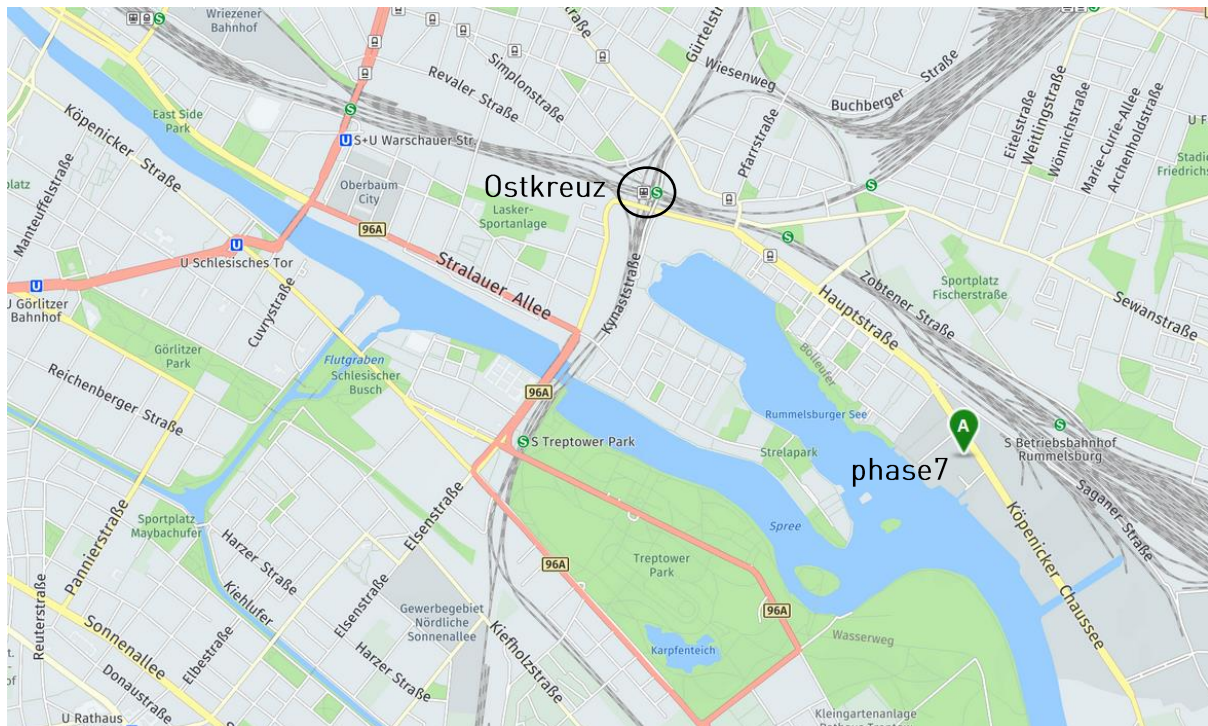 Wriezener
Bahnhof
Simplonstraße
Revaler Straße
Gürtelstr
Wiesenweg
Buchberger Straße
Pfarrstraße
Eitelstraße
Weitlingstraße
Wönnichstraße
Marie-Curie-Allee
Archenholdstraße
U F
Stadi
Friedrichs
East Side
Park
Köpenicker Straße
Manteuffelstraße
platz
S+U Warschauer Str.
Oberbaum
City
Ostkreuz
Lasker-
Sportanlage
96A
Stralauer Allee
U Schlesisches Tor
U Görlitzer
Bahnhof
Cuvrystraße
Kynaststraße
Hauptstraße
Zobtener Straße
Sportplatz
Fischerstraße
Sewanstraße
Görlitzer
Park
Flutgraben
Schlesischer
Busch
Reichenberger Straße
96A
Bolleufer
Rummelsburger See
A
S Betriebsbahnhof
Rummelsburg
S Treptower Park
Strelapark
phase7
Saganer Straße
Köpenicker Chaussee
Pannierstraße
Sportplatz
Maybachufer
Harzer Straße
Elsenstraße
Spree
Treptower
Park
96A
Kiehlufer
Reuterstraße
Sonnenallee
Elbestraße
Elsenstraße
Gewerbegebiet
Nördliche
Sonnenallee
Kiefholzstraße
96A
Wasserweg
Karpfenteich
Harzer Straße
Donaustraße
U Rathaus
Kleingartenanlage